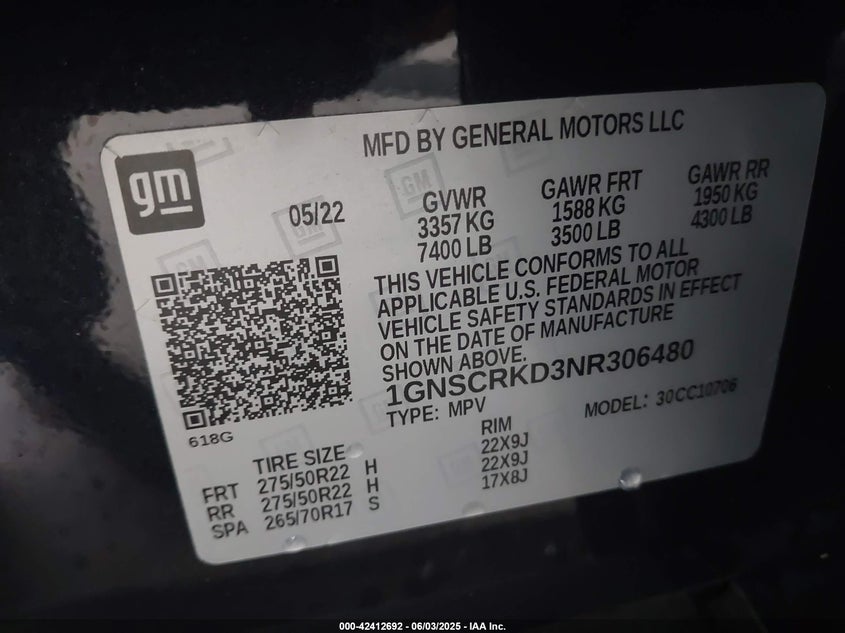 MFD BY GENERAL MOTORS LLC
gm
05/22
GVWR
3357 KG
7400 LB
GAWR FRT
1588 KG
3500 LB
GAWR RR
1950 KG
4300 LB
THIS VEHICLE CONFORMS TO ALL
APPLICABLE U.S. FEDERAL MOTOR
VEHICLE SAFETY STANDARDS IN EFFECT
ON THE DATE OF MANUFACTURE
SHOWN ABOVE.
1GNSCRKD3NR306480
TYPE: MPV MODEL: 30CC10706
618G
TIRE SIZE RIM
FRT 275/50R22 H 22X9J
RR 275/50R22 H 22X9J
SPA 265/70R17 S 17X8J
000-42412692 - 06/03/2025 - IAA Inc.